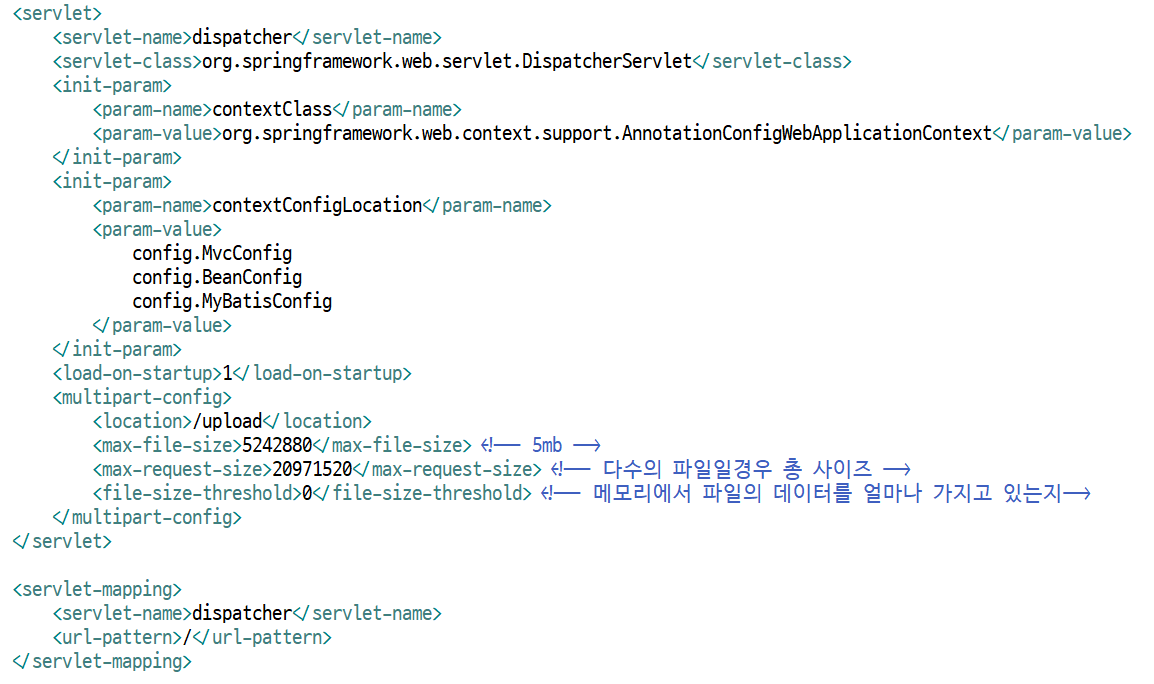 <servlet>
    <servlet-name>dispatcher</servlet-name>
    <servlet-class>org.springframework.web.servlet.DispatcherServlet</servlet-class>
    <init-param>
        <param-name>contextClass</param-name>
        <param-value>org.springframework.web.context.support.AnnotationConfigWebApplicationContext</param-value>
    </init-param>
    <init-param>
        <param-name>contextConfigLocation</param-name>
        <param-value>
            config.MvcConfig
            config.BeanConfig
            config.MyBatisConfig
        </param-value>
    </init-param>
    <load-on-startup>1</load-on-startup>
    <multipart-config>
        <location>/upload</location>
        <max-file-size>5242880</max-file-size> <!-- 5mb -->
        <max-request-size>20971520</max-request-size> <!-- 다수의 파일일경우 총 사이즈 -->
        <file-size-threshold>0</file-size-threshold> <!-- 메모리에서 파일의 데이터를 얼마나 가지고 있는지-->
    </multipart-config>
</servlet>

<servlet-mapping>
    <servlet-name>dispatcher</servlet-name>
    <url-pattern>/</url-pattern>
</servlet-mapping>